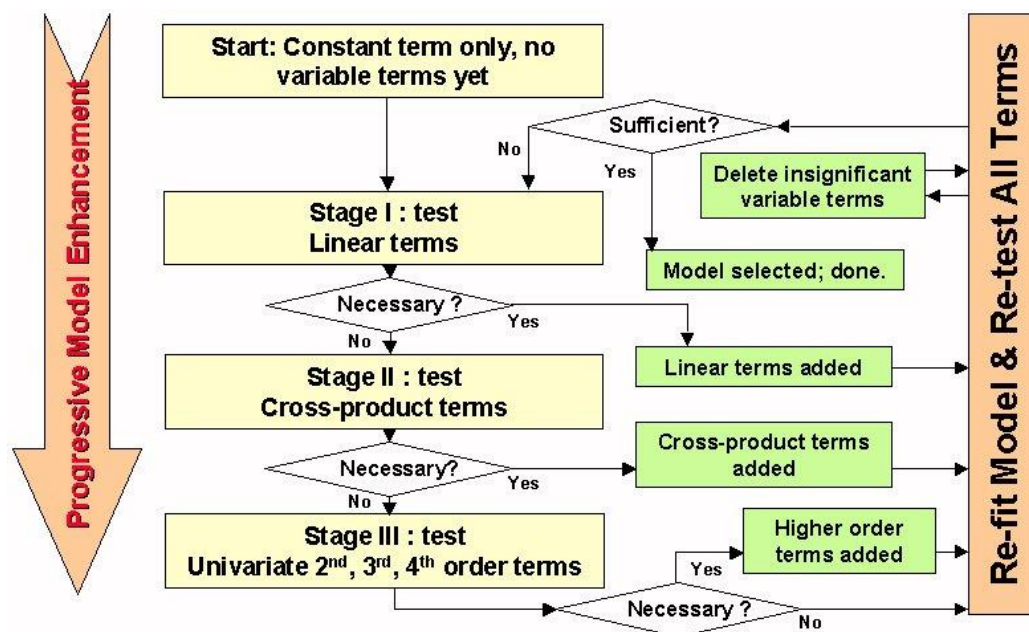 Progressive Model Enhancement
Start: Constant term only, no
variable terms yet
Sufficient?
No
Yes
Delete insignificant
variable terms
Stage I : test
Linear terms
Model selected; done.
Necessary ?
Yes
No
Linear terms added
Stage II : test
Cross-product terms
Cross-product terms
added
Necessary?
Yes
No
Stage III : test
Univariate 2nd, 3rd, 4th order terms
Higher order
terms added
Yes
Necessary ?
No
Re-fit Model & Re-test All Terms